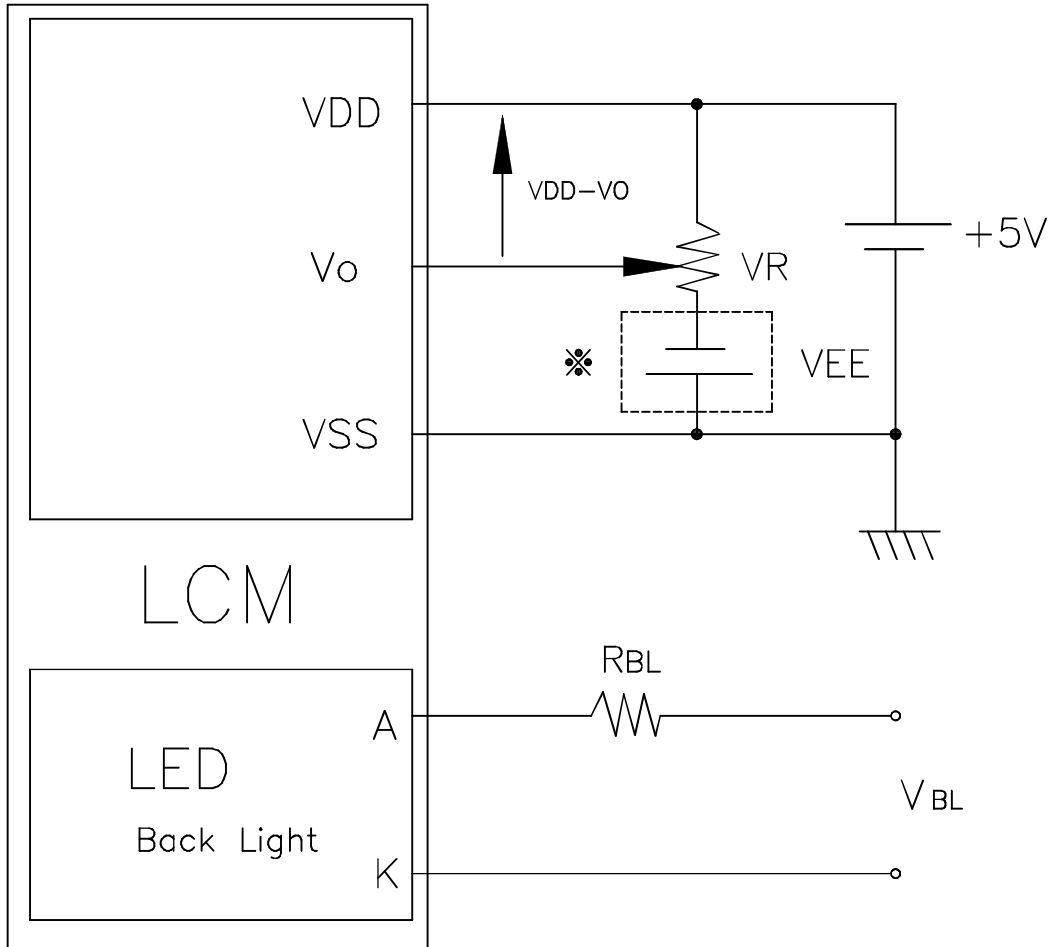 VDD
VDD-VO
+5V
Vo
VR
※
VEE
VSS
LCM
RBL
A
LED
VBL
Back Light
K